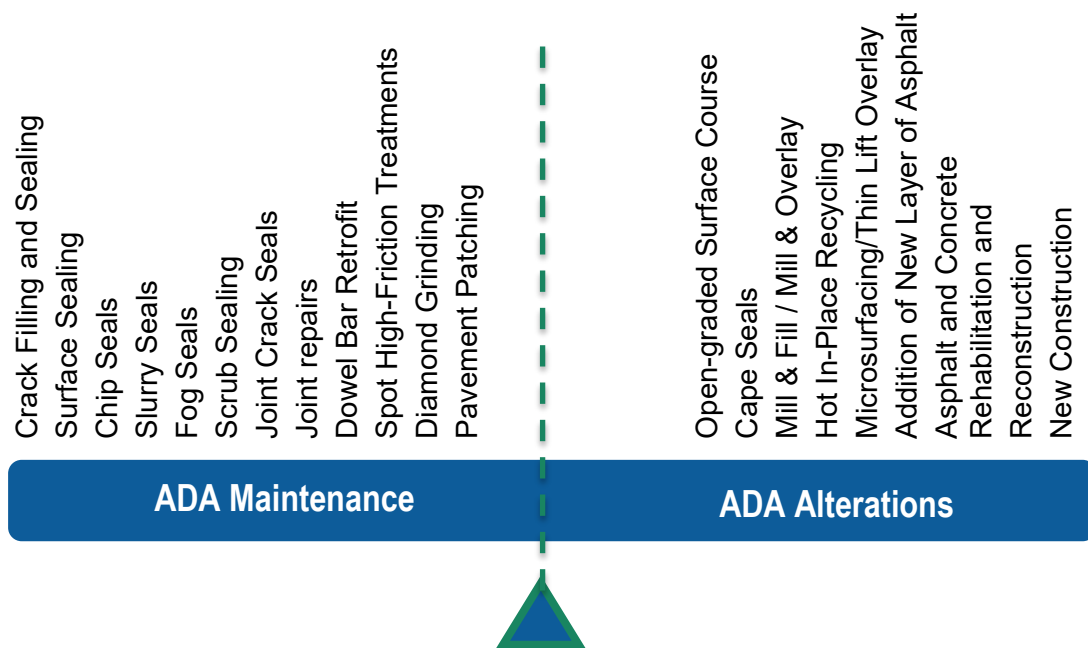 Crack Filling and Sealing
Surface Sealing
Chip Seals
Slurry Seals
Fog Seals
Scrub Sealing
Joint Crack Seals
Joint repairs
Dowel Bar Retrofit
Spot High-Friction Treatments
Diamond Grinding
Pavement Patching
Open-graded Surface Course
Cape Seals
Mill & Fill / Mill & Overlay
Hot In-Place Recycling
Microsurfacing/Thin Lift Overlay
Addition of New Layer of Asphalt
Asphalt and Concrete
Rehabilitation and
Reconstruction
New Construction
ADA Maintenance
ADA Alterations